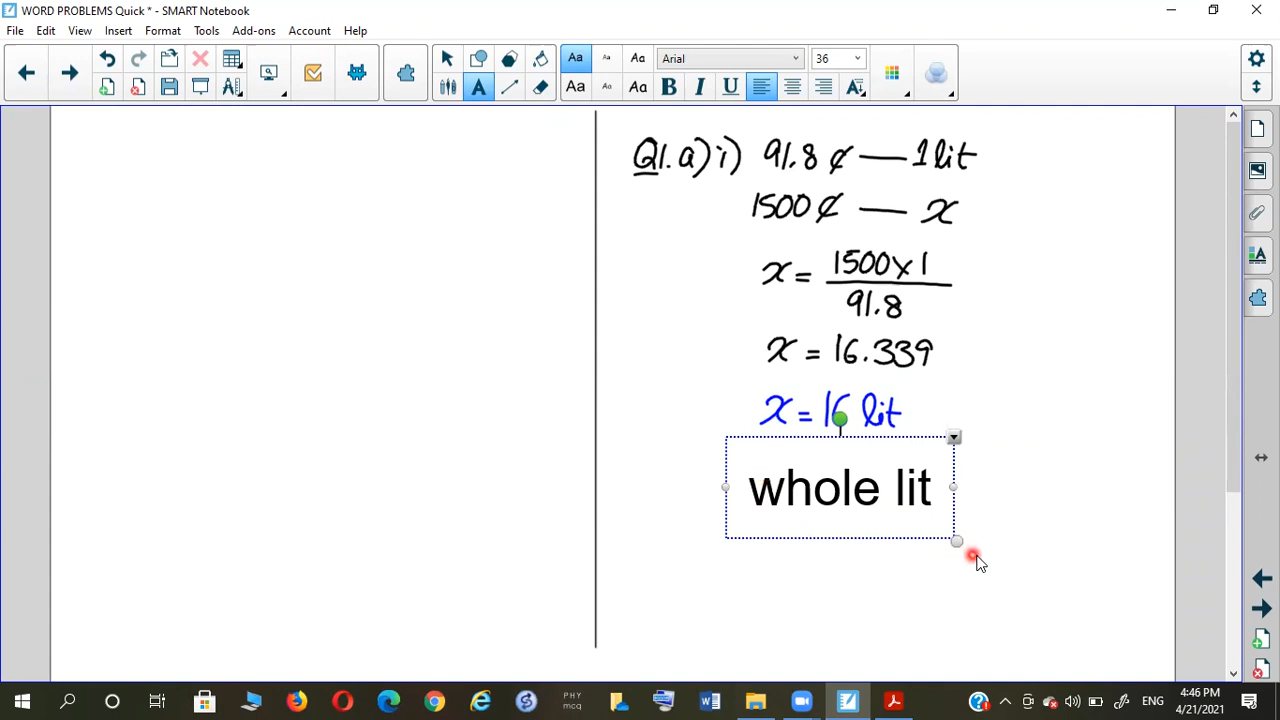 WORD PROBLEMS Quick * - SMART Notebook
File Edit View Insert Format Tools Add-ons Account Help
Arial 36
Q1.a)i) 91.8 ¢ — 1 lit
1500 ¢ — x
x = 1500 x 1 / 91.8
x = 16.339
x = 16 lit
whole lit
PHY
mcq
ENG
4:46 PM
4/21/2021